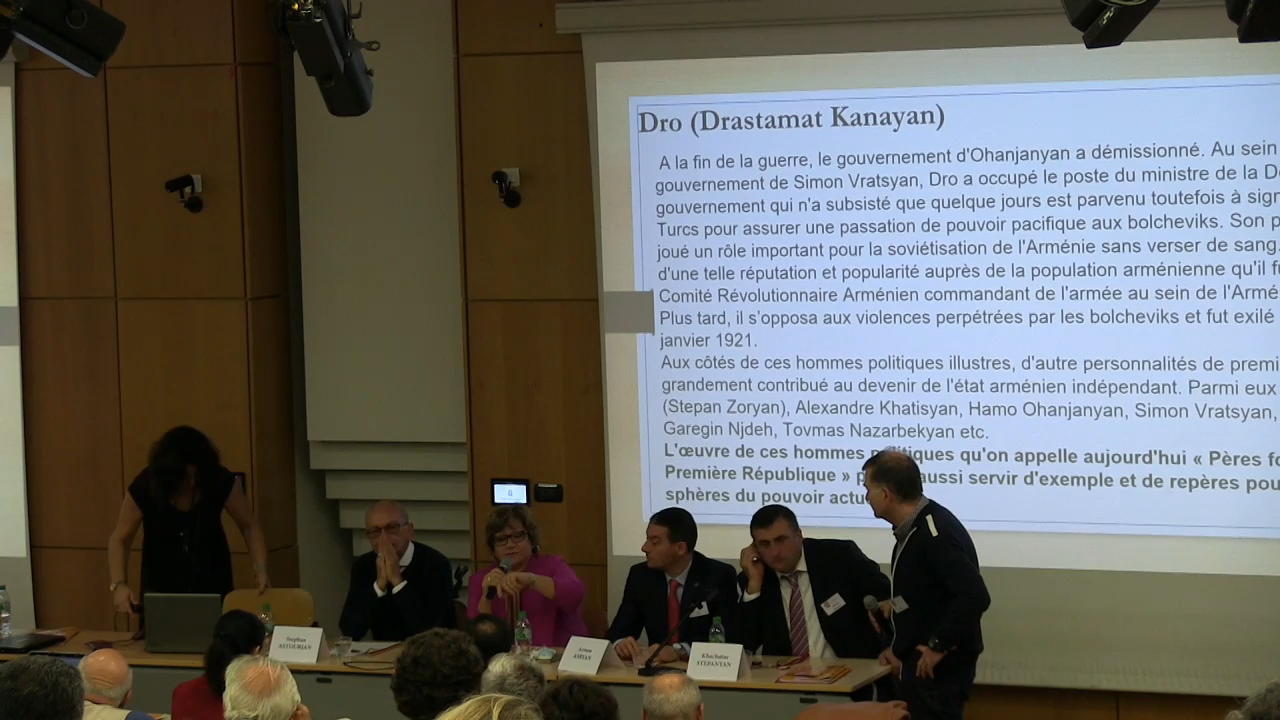 Dro (Drastamat Kanayan)
A la fin de la guerre, le gouvernement d'Ohanjanyan a démissionné. Au sein
gouvernement de Simon Vratsyan, Dro a occupé le poste du ministre de la D
gouvernement qui n'a subsisté que quelque jours est parvenu toutefois à sign
Turcs pour assurer une passation de pouvoir pacifique aux bolcheviks. Son p
joué un rôle important pour la soviétisation de l'Arménie sans verser de sang.
d'une telle réputation et popularité auprès de la population arménienne qu'il f
Comité Révolutionnaire Arménien commandant de l'armée au sein de l'Armé
Plus tard, il s'opposa aux violences perpétrées par les bolcheviks et fut exilé
janvier 1921.
Aux côtés de ces hommes politiques illustres, d'autre personnalités de premi
grandement contribué au devenir de l'état arménien indépendant. Parmi eux
(Stepan Zoryan), Alexandre Khatisyan, Hamo Ohanjanyan, Simon Vratsyan,
Garegin Njdeh, Tovmas Nazarbekyan etc.
L'œuvre de ces hommes politiques qu'on appelle aujourd'hui « Pères fo
Première République » p aussi servir d'exemple et de repères pou
sphères du pouvoir actu
Stephan
ASTOURIAN
Khachatur
STEPANYAN